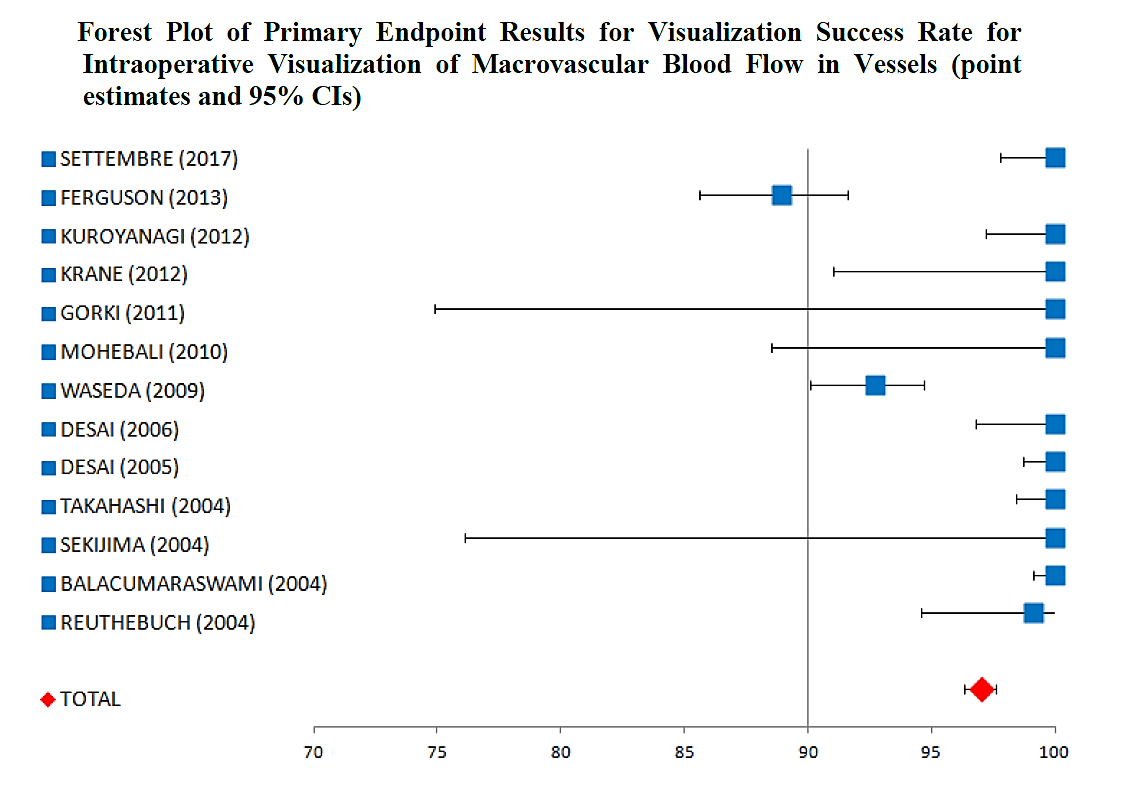 Forest Plot of Primary Endpoint Results for Visualization Success Rate for
Intraoperative Visualization of Macrovascular Blood Flow in Vessels (point
estimates and 95% CIs)
SETTEMBRE (2017)
FERGUSON (2013)
KUROYANAGI (2012)
KRANE (2012)
GORKI (2011)
MOHEBALI (2010)
WASEDA (2009)
DESAI (2006)
DESAI (2005)
TAKAHASHI (2004)
SEKIJIMA (2004)
BALACUMARASWAMI (2004)
REUTHEBUCH (2004)
TOTAL
70 75 80 85 90 95 100